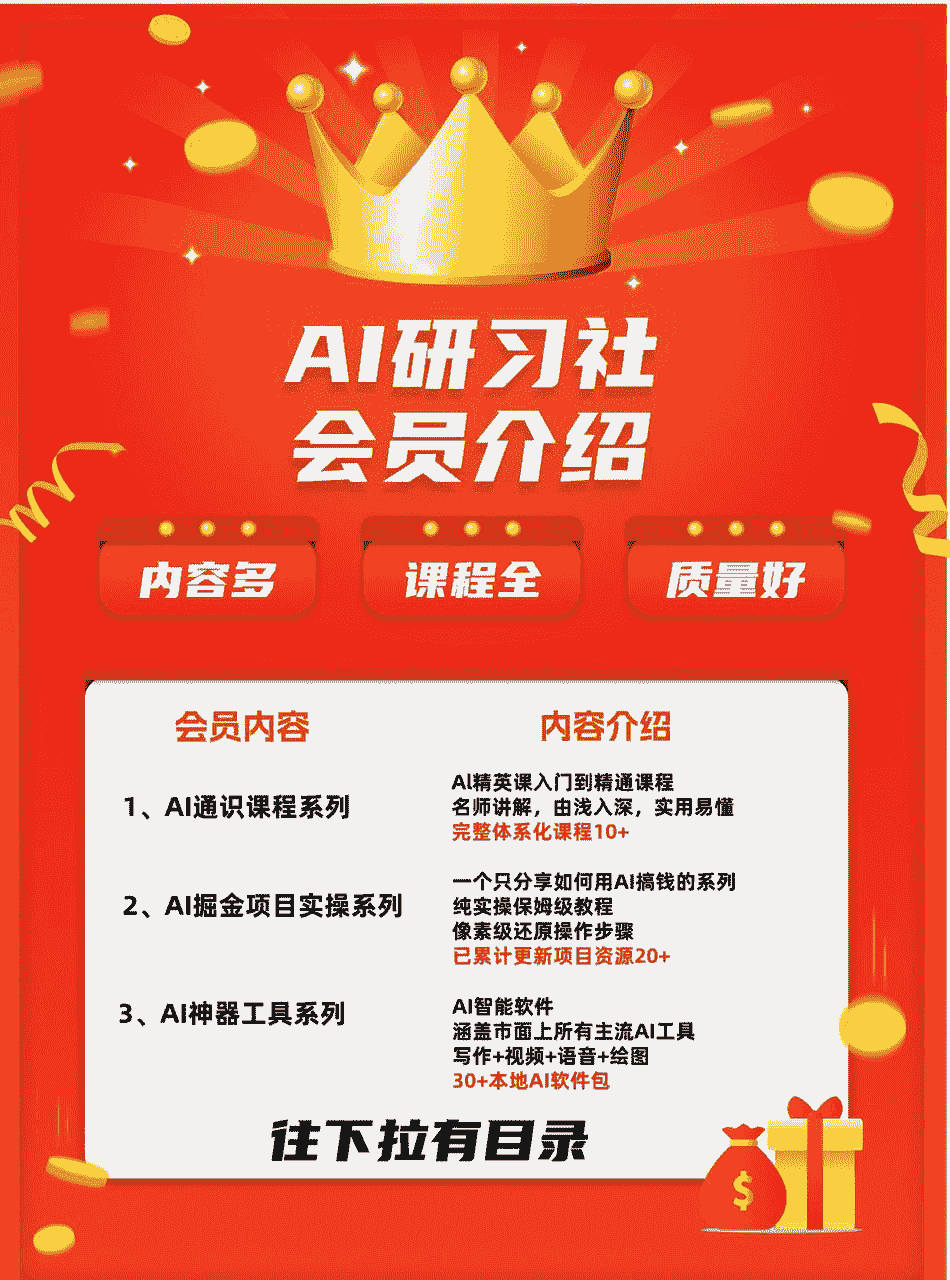 AI研习社
会员介绍
内容多
课程全
质量好
会员内容
内容介绍
1、AI通识课程系列
AI精英课入门到精通课程
名师讲解，由浅入深，实用易懂
完整体系化课程10+
2、AI掘金项目实操系列
一个只分享如何用AI搞钱的系列
纯实操保姆级教程
像素级还原操作步骤
已累计更新项目资源20+
3、AI神器工具系列
AI智能软件
涵盖市面上所有主流AI工具
写作+视频+语音+绘图
30+本地AI软件包
往下拉有目录
$